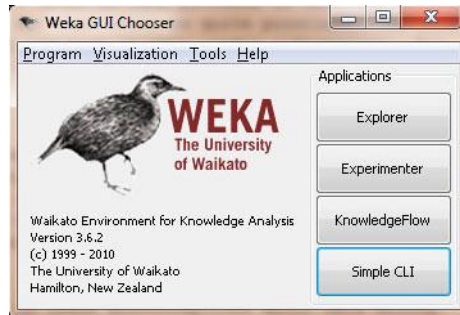 Weka GUI Chooser
Program Visualization Tools Help
WEKA
The University
of Waikato
Waikato Environment for Knowledge Analysis
Version 3.6.2
(c) 1999 - 2010
The University of Waikato
Hamilton, New Zealand
Applications
Explorer
Experimenter
KnowledgeFlow
Simple CLI